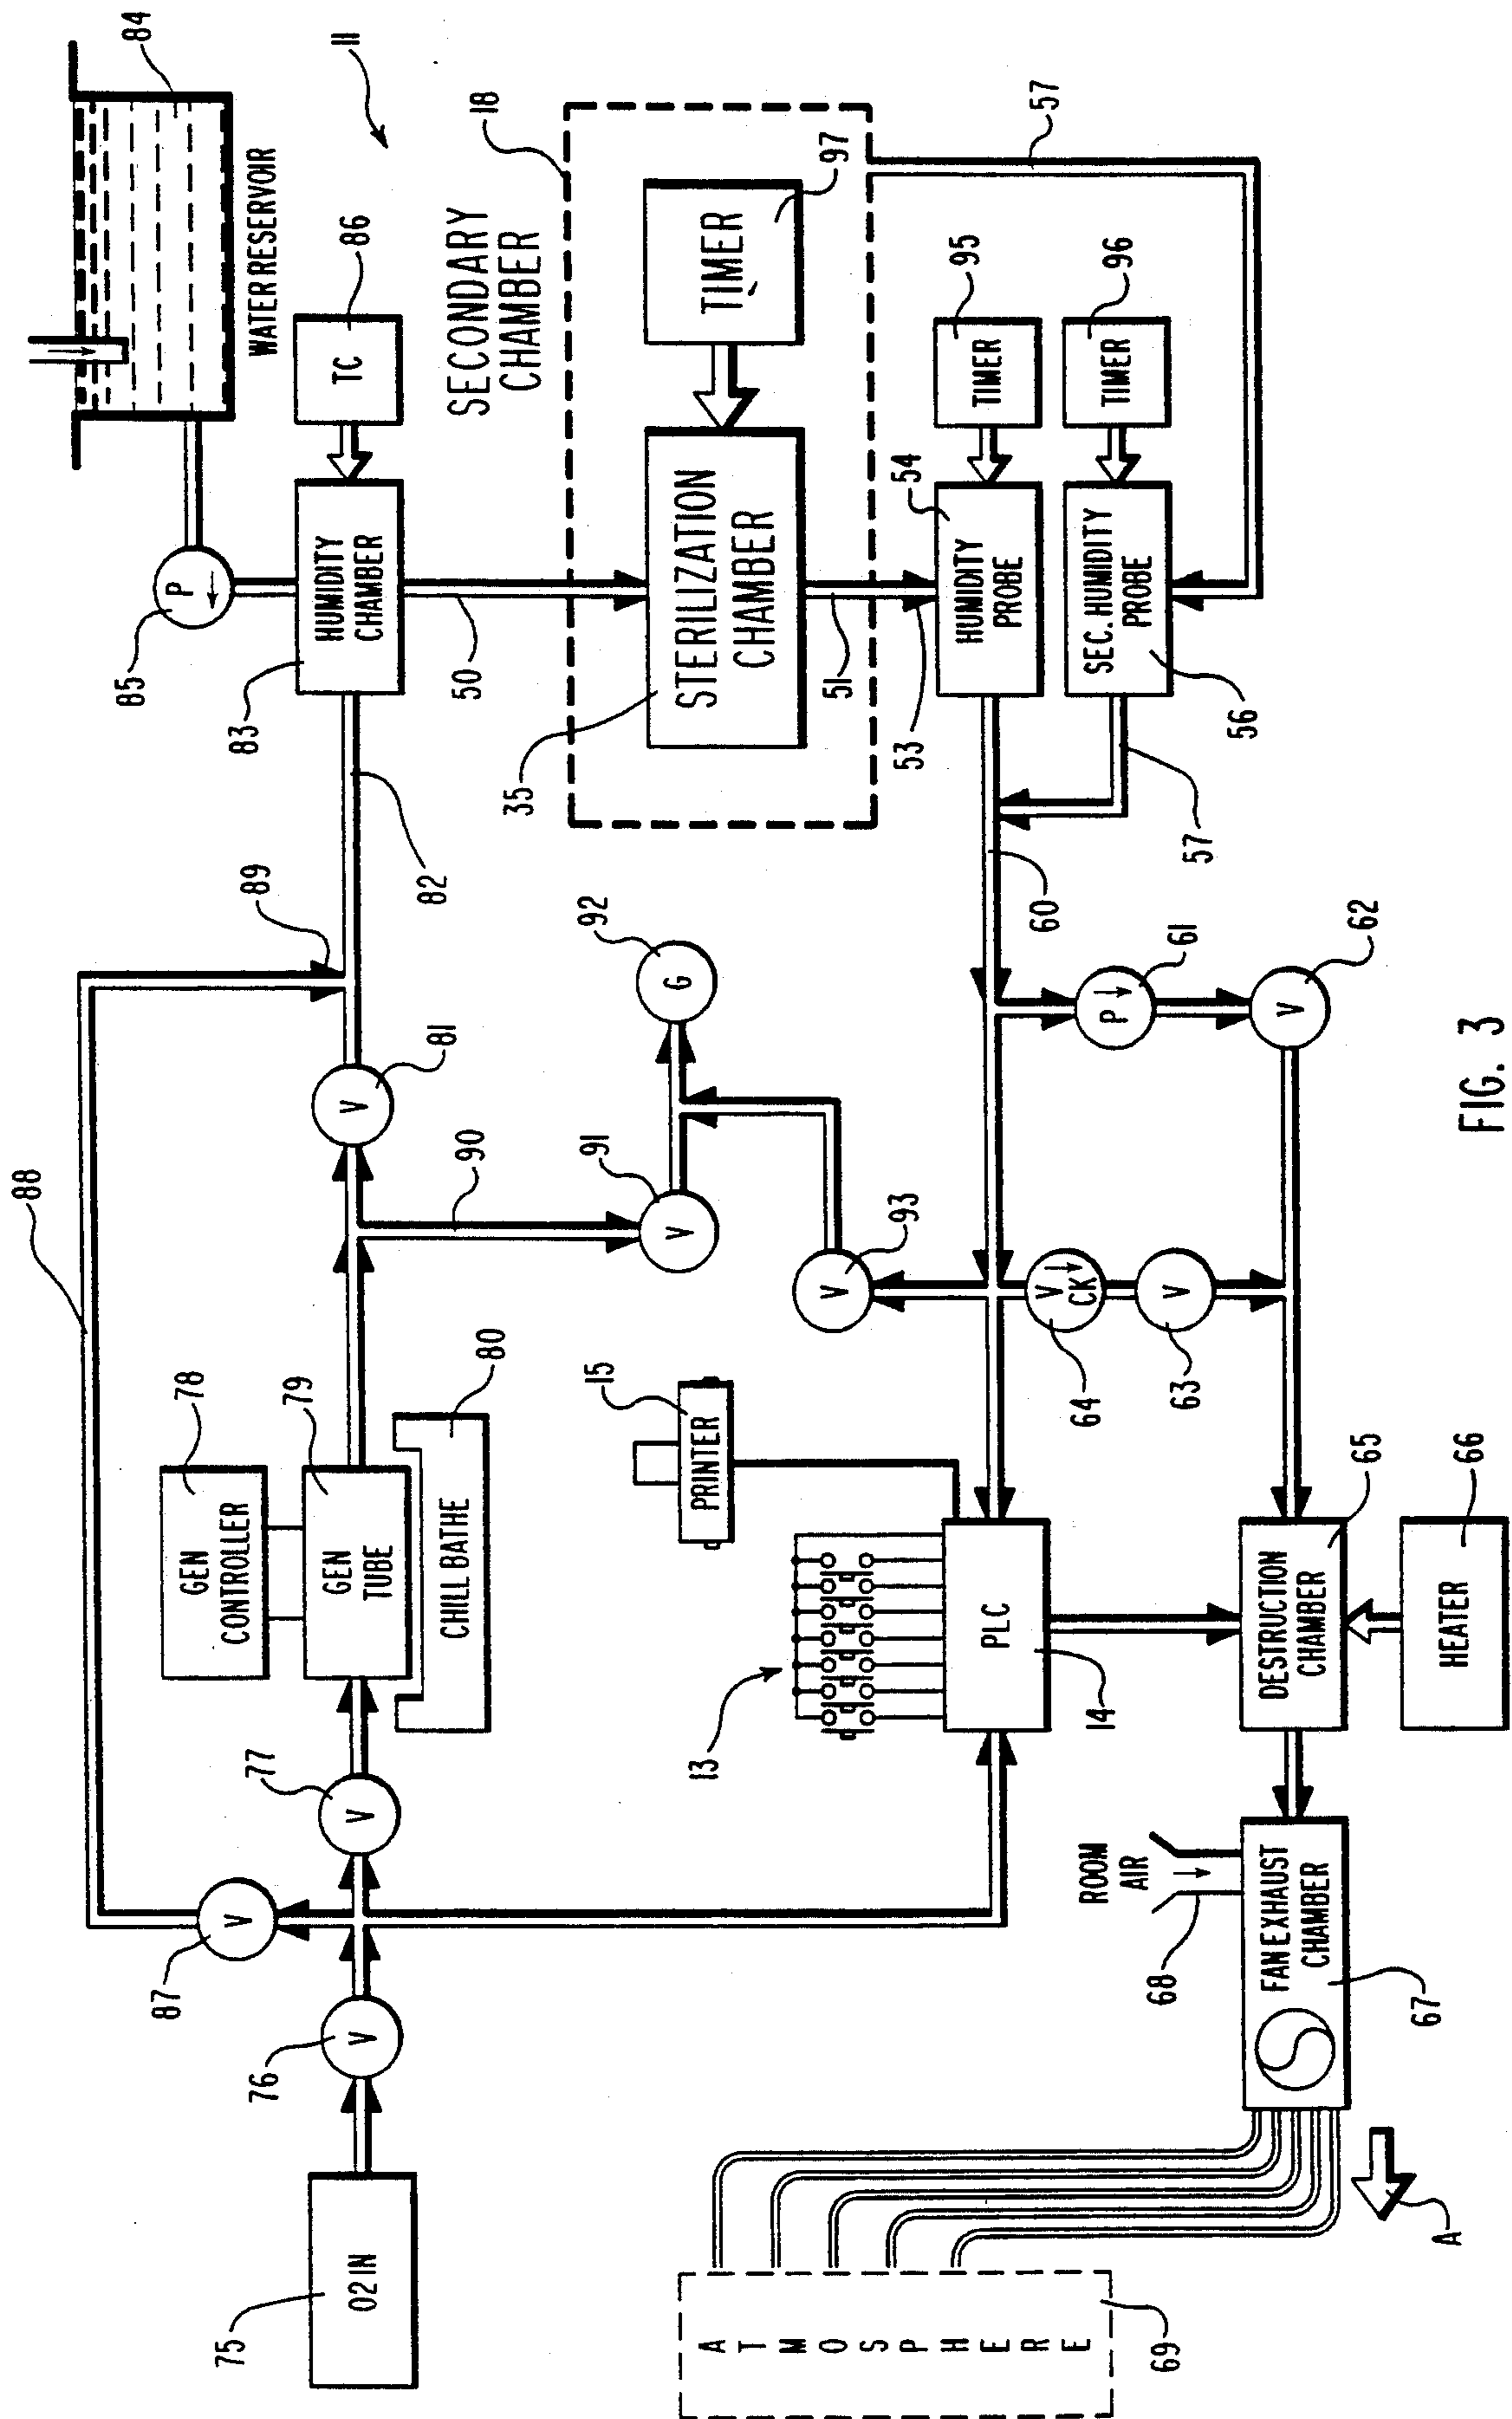 84
11
WATER RESERVOIR
P
85
TC
86
HUMIDITY
CHAMBER
83
50
82
89
88
V
81
90
V
91
G
92
V
93
GEN
CONTROLLER
78
GEN
TUBE
79
CHILL BATHE
80
V
77
V
87
V
76
O2 IN
75
SECONDARY
CHAMBER
18
TIMER
97
STERILIZATION
CHAMBER
35
51
53
57
TIMER
95
TIMER
96
HUMIDITY
PROBE
54
SEC. HUMIDITY
PROBE
56
57
60
P
61
V
62
V
CK
64
V
63
PRINTER
15
13
PLC
14
DESTRUCTION
CHAMBER
65
HEATER
66
ROOM
AIR
68
FAN EXHAUST
CHAMBER
67
A
ATMOSPHERE
69
FIG. 3